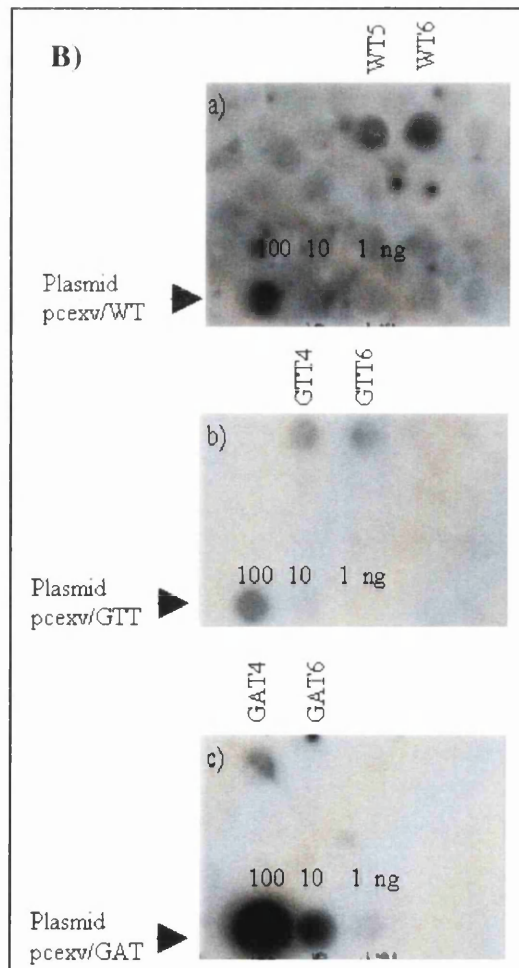 B)
WT5 WT6
a)
100 10 1 ng
Plasmid
pcexv/WT
GTT4 GTT6
b)
100 10 1 ng
Plasmid
pcexv/GTT
GAT4 GAT6
c)
100 10 1 ng
Plasmid
pcexv/GAT